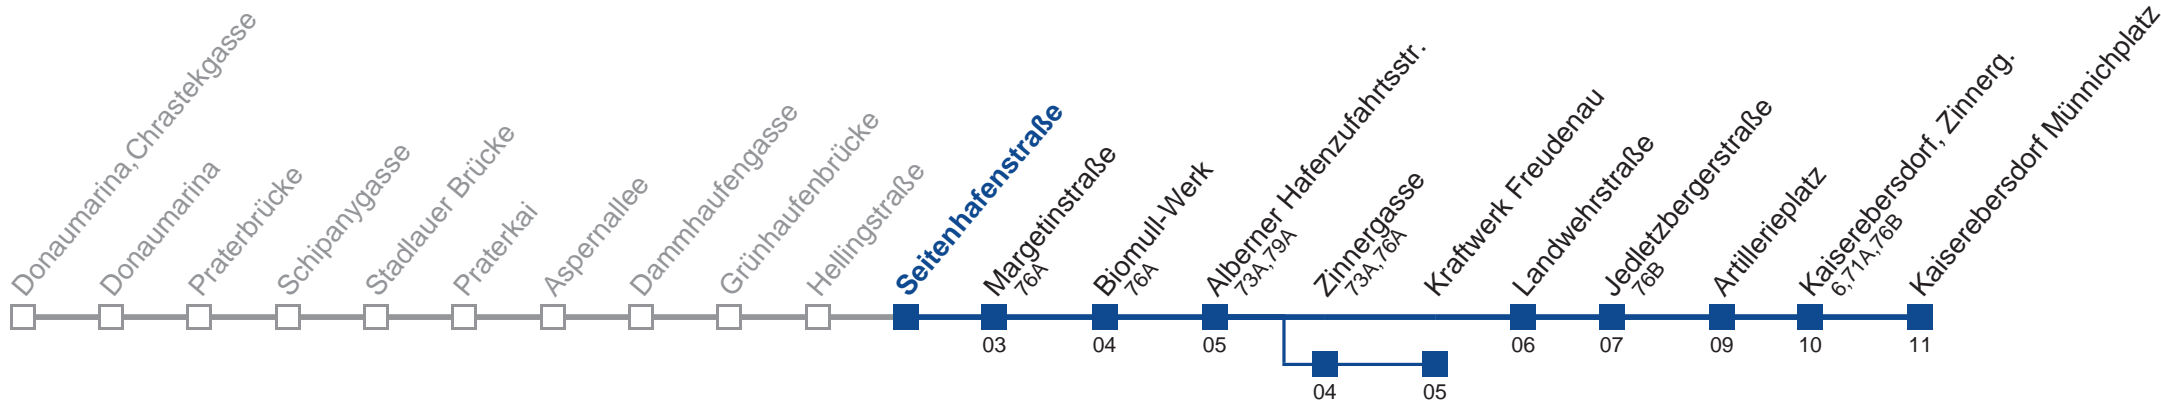 Donaumarina, Chrastekgasse
Donaumarina
Praterbrücke
Schipanygasse
Stadlauer Brücke
Praterkai
Aspernallee
Dammhaufengasse
Grünhaufenbrücke
Hellingstraße
Seitenhafenstraße
Margetinstraße
76A
Biomull-Werk
76A
Alberner Hafenzufahrtsstr.
73A, 79A
Zinnergasse
73A, 76A
Kraftwerk Freudenau
Landwehrstraße
Jedletzbergerstraße
76B
Artillerieplatz
Kaiserebersdorf, Zinnerg.
6, 71A, 76B
Kaiserebersdorf Münnichplatz
03 04 05 06 07 09 10 11
04 05